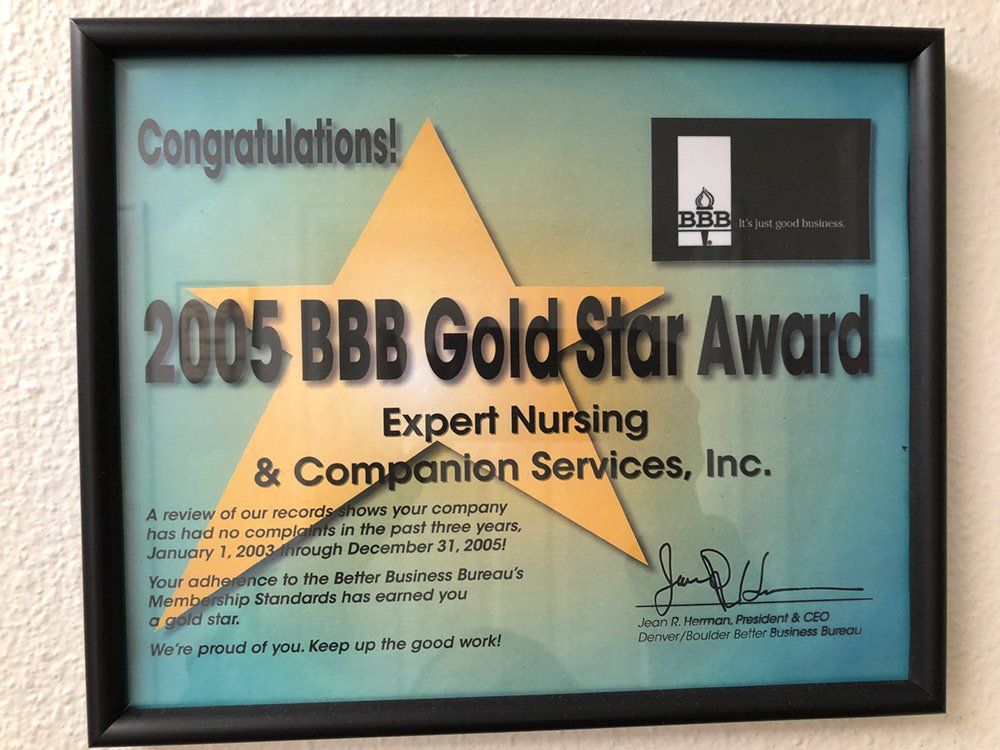 Congratulations!
BBB It's just good business.
2005 BBB Gold Star Award
Expert Nursing
& Companion Services, Inc.
A review of our records shows your company
has had no complaints in the past three years,
January 1, 2003 through December 31, 2005!
Your adherence to the Better Business Bureau's
Membership Standards has earned you
a gold star.
We're proud of you. Keep up the good work!
Jean R. Herman, President & CEO
Denver/Boulder Better Business Bureau